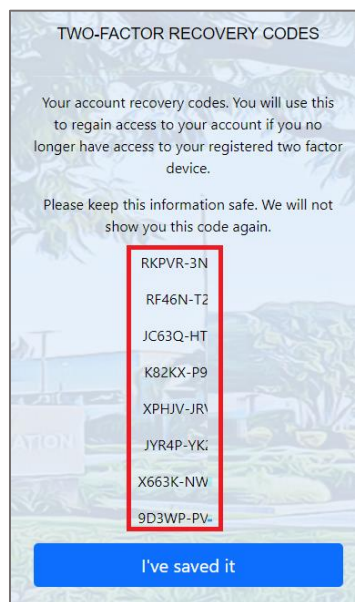 TWO-FACTOR RECOVERY CODES
Your account recovery codes. You will use this
to regain access to your account if you no
longer have access to your registered two factor
device.
Please keep this information safe. We will not
show you this code again.
RKPVR-3N
RF46N-T2
JC63Q-HT
K82KX-P9
XPHJV-JR
JYR4P-YK
X663K-NW
9D3WP-PV
ATION
I've saved it